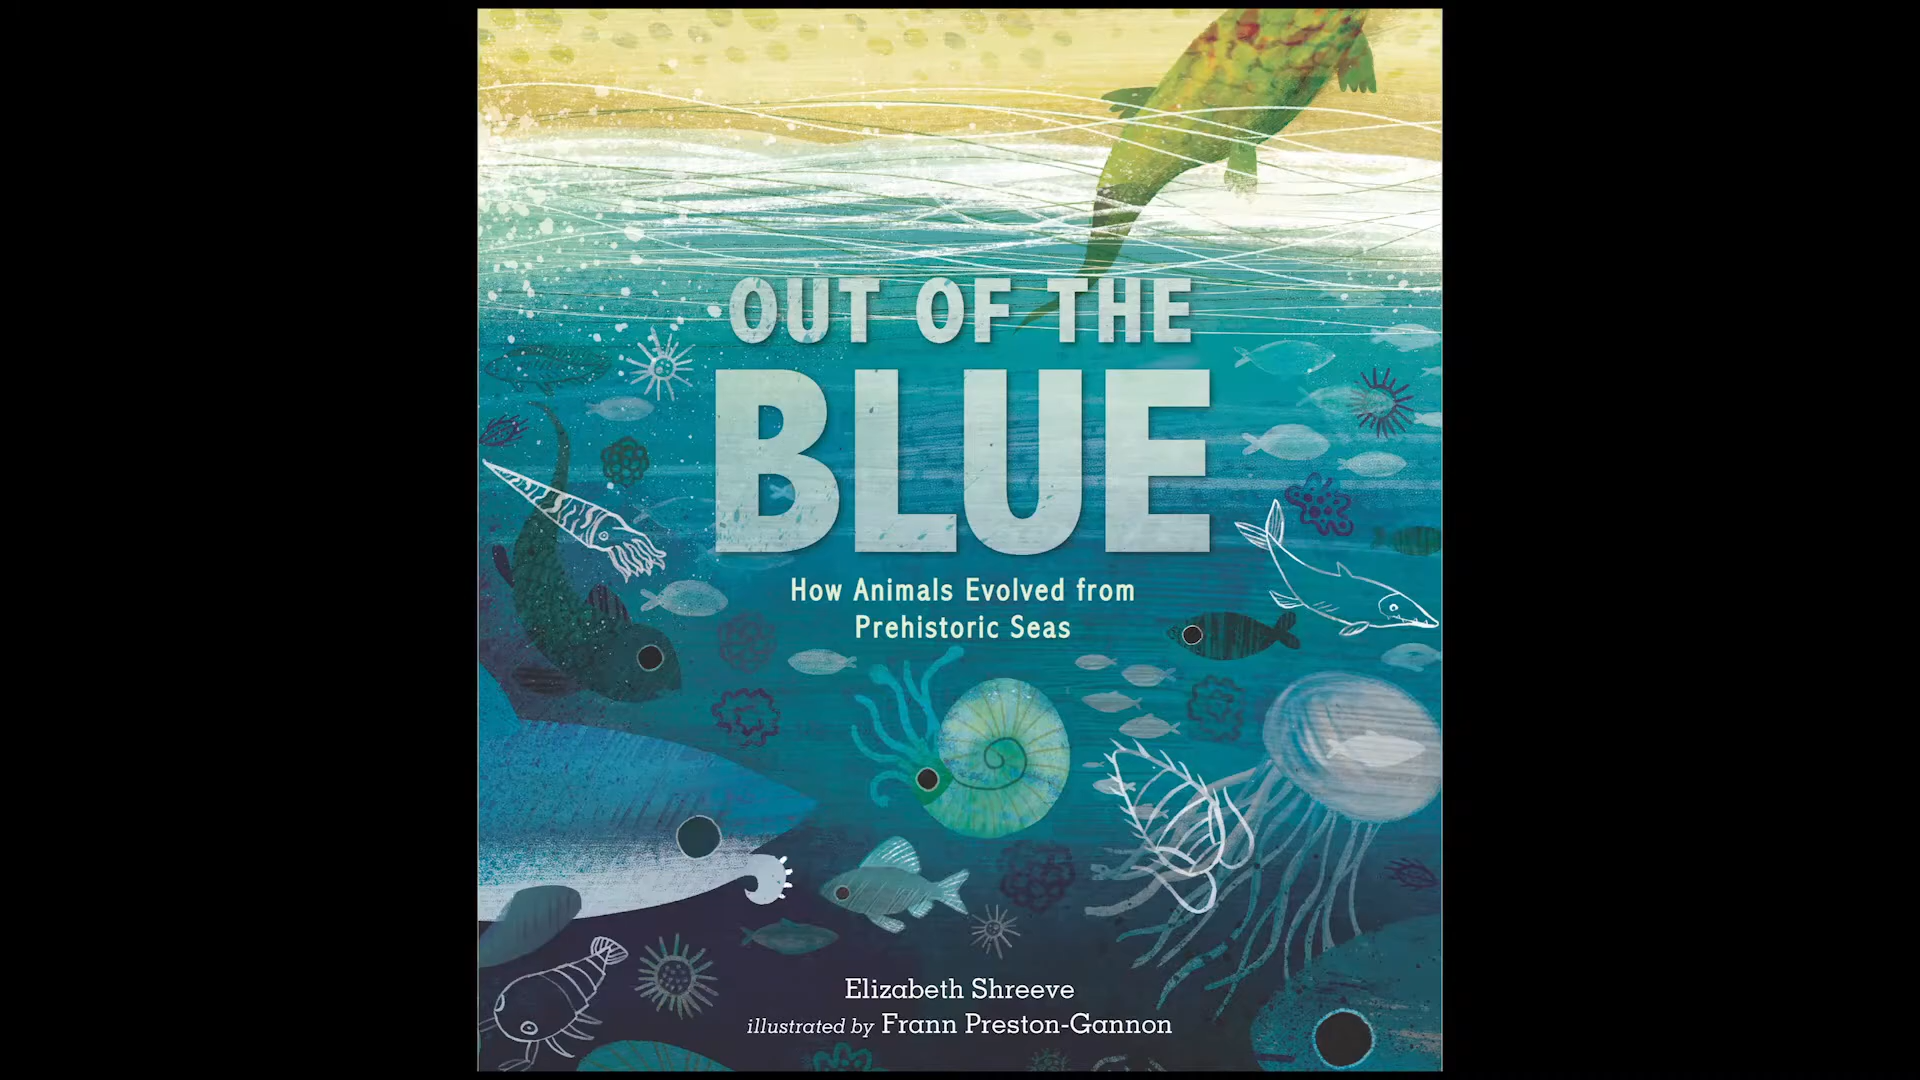 OUT OF THE
BLUE
How Animals Evolved from
Prehistoric Seas
Elizabeth Shreeve
illustrated by Frann Preston-Gannon